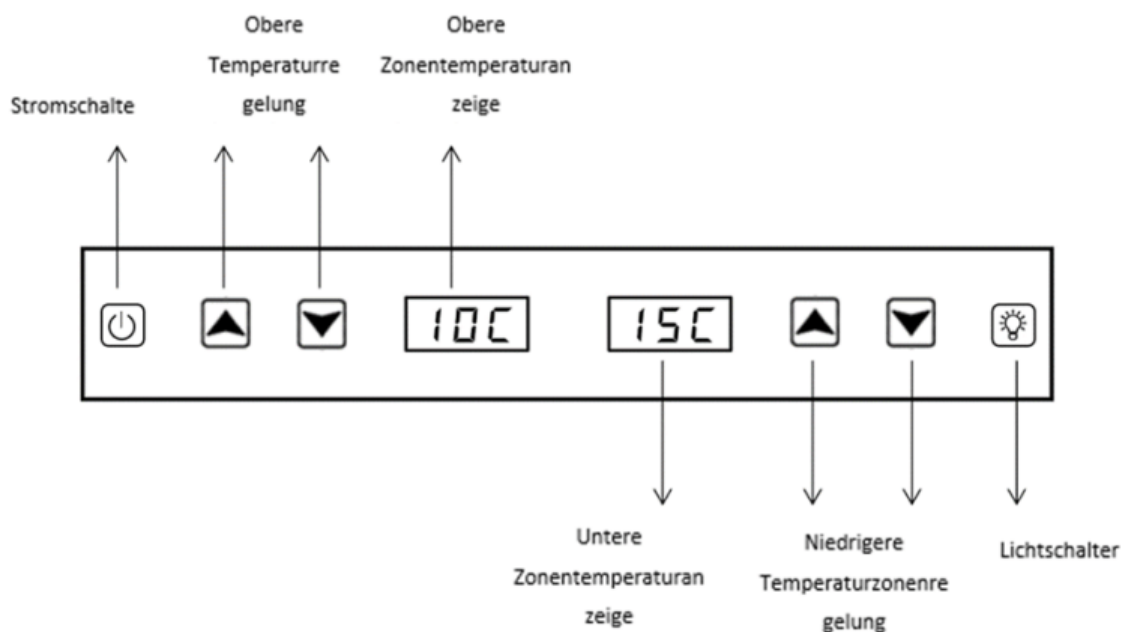 Obere
Temperaturre
gelung
Obere
Zonentemperaturan
zeige
Stromschalte
10C
15C
Untere
Zonentemperaturan
zeige
Niedrigere
Temperaturzonenre
gelung
Lichtschalter